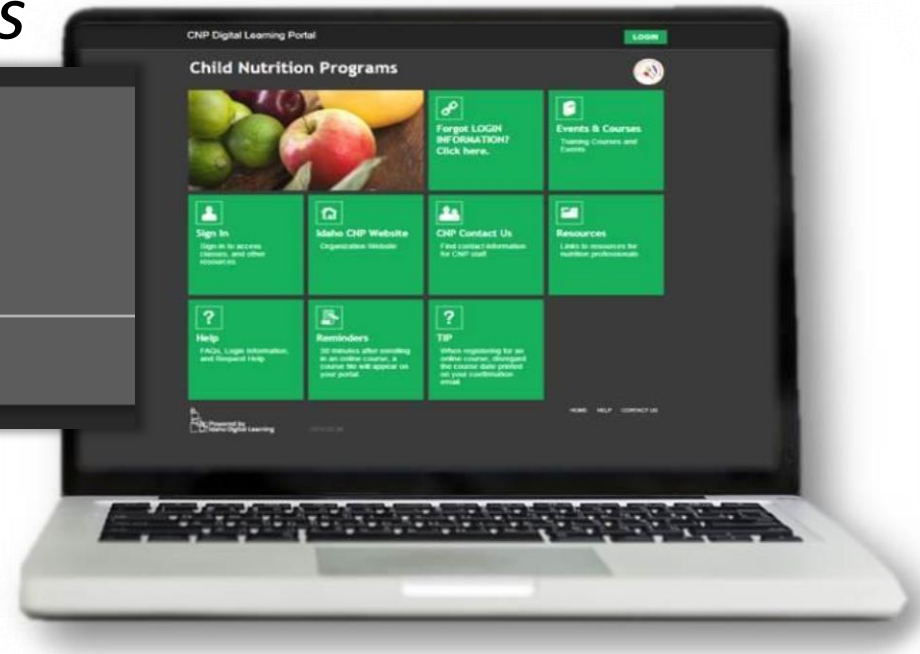 s
CNP Digital Learning Portal
LOGIN
Child Nutrition Programs
Forgot LOGIN
INFORMATION?
Click here.
Events & Courses
Training Courses and
Events
Sign In
Sign in to access
classes, and other
resources.
Idaho CNP Website
Organization Website
CNP Contact Us
Find contact information
for CNP staff
Resources
Links to resources for
nutrition professionals
Help
FAQs, Login Information,
and Request Help
Reminders
30 minutes after enrolling
in an online course, a
course tile will appear on
your portal.
TIP
When registering for an
online course, disregard
the course date printed
on your confirmation
email.
Powered by
Idaho Digital Learning
HOME HELP CONTACT US